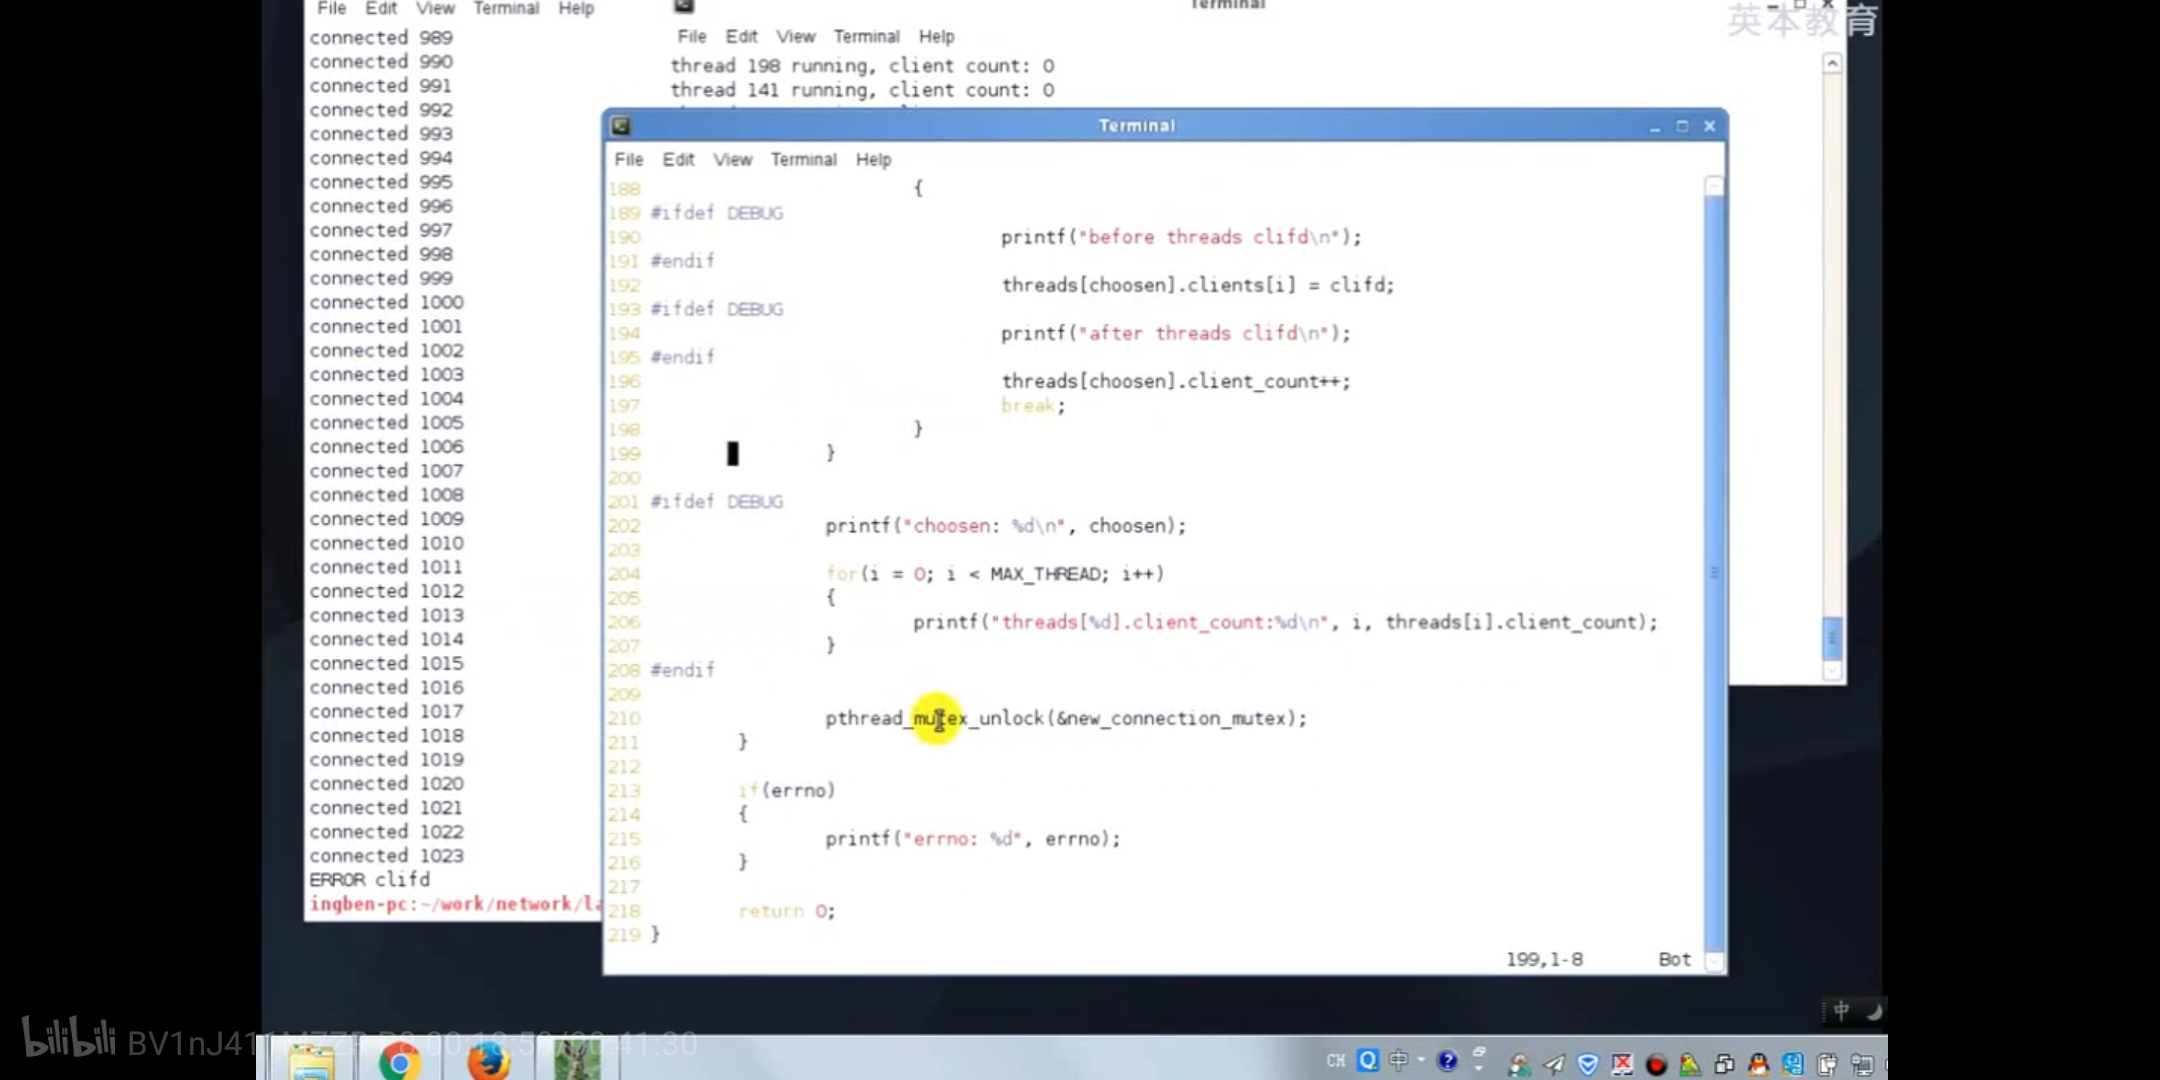 File Edit View Terminal Help
connected 989
connected 990
connected 991
connected 992
connected 993
connected 994
connected 995
connected 996
connected 997
connected 998
connected 999
connected 1000
connected 1001
connected 1002
connected 1003
connected 1004
connected 1005
connected 1006
connected 1007
connected 1008
connected 1009
connected 1010
connected 1011
connected 1012
connected 1013
connected 1014
connected 1015
connected 1016
connected 1017
connected 1018
connected 1019
connected 1020
connected 1021
connected 1022
connected 1023
ERROR clifd
ingben-pc:~/work/network/la
Terminal
英本教育
File Edit View Terminal Help
thread 198 running, client count: 0
thread 141 running, client count: 0
Terminal
File Edit View Terminal Help
188 {
189 #ifdef DEBUG
190 printf("before threads clifd\n");
191 #endif
192 threads[choosen].clients[i] = clifd;
193 #ifdef DEBUG
194 printf("after threads clifd\n");
195 #endif
196 threads[choosen].client_count++;
197 break;
198 }
199 }
200
201 #ifdef DEBUG
202 printf("choosen: %d\n", choosen);
203
204 for(i = 0; i < MAX_THREAD; i++)
205 {
206 printf("threads[%d].client_count:%d\n", i, threads[i].client_count);
207 }
208 #endif
209
210 pthread_mutex_unlock(&new_connection_mutex);
211 }
212
213 if(errno)
214 {
215 printf("errno: %d", errno);
216 }
217
218 return 0;
219 }
199,1-8 Bot
中
bilibili
CH 中